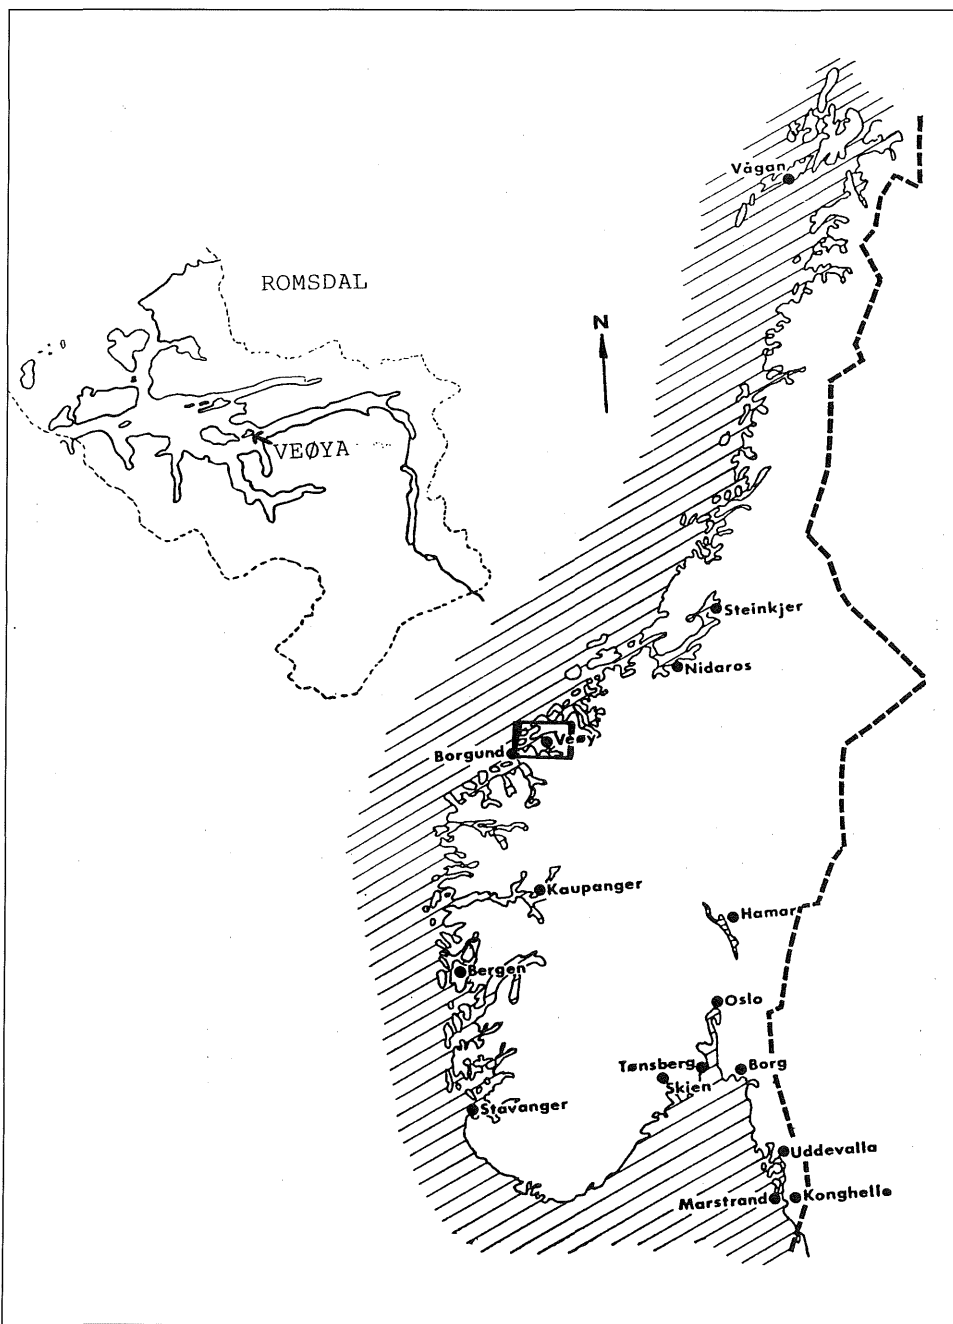 Vågan
ROMSDAL
N
VEØYA
Steinkjer
Nidaros
Veøy
Borgund
Kaupanger
Hamar
Bergen
Oslo
Tønsberg
Borg
Skien
Stavanger
Uddevalla
Marstrand
Konghelle